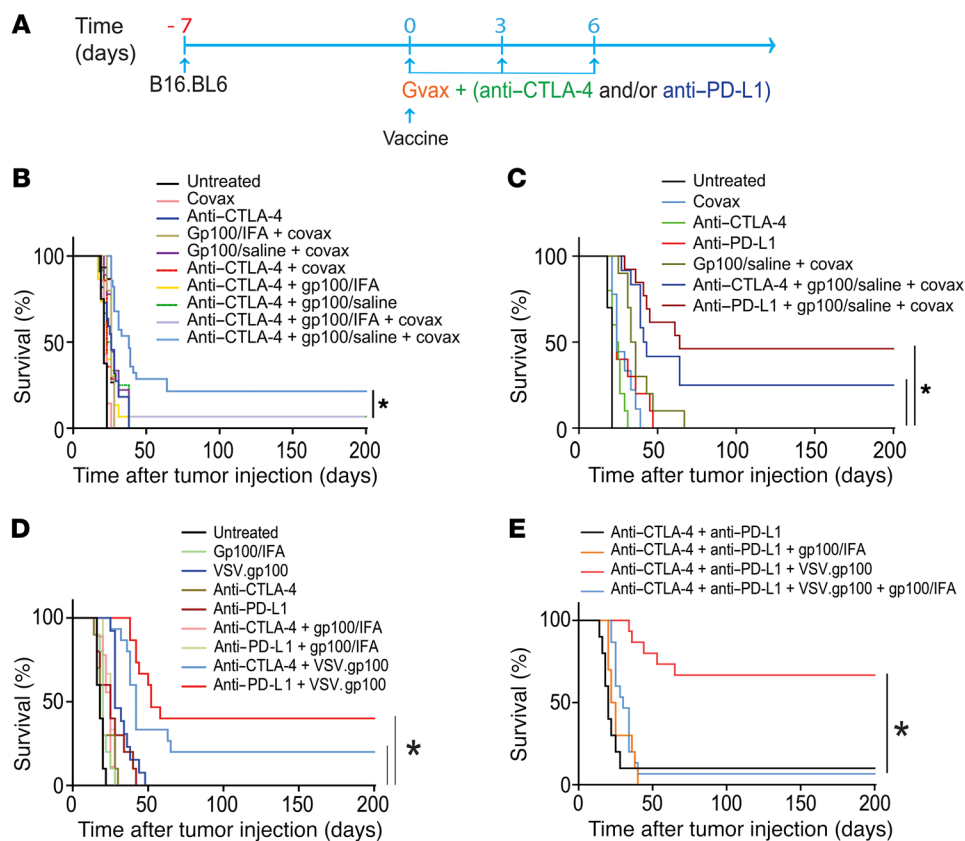 A
Time
(days)
- 7
0
3
6
B16.BL6
Gvax + (anti–CTLA-4 and/or anti–PD-L1)
Vaccine
B
Untreated
Covax
Anti–CTLA-4
Gp100/IFA + covax
Gp100/saline + covax
Anti–CTLA-4 + covax
Anti–CTLA-4 + gp100/IFA
Anti–CTLA-4 + gp100/saline
Anti–CTLA-4 + gp100/IFA + covax
Anti–CTLA-4 + gp100/saline + covax
Survival (%)
100
50
0
0 50 100 150 200
*
Time after tumor injection (days)
C
Untreated
Covax
Anti–CTLA-4
Anti–PD-L1
Gp100/saline + covax
Anti–CTLA-4 + gp100/saline + covax
Anti–PD-L1 + gp100/saline + covax
Survival (%)
100
50
0
0 50 100 150 200
*
Time after tumor injection (days)
D
Untreated
Gp100/IFA
VSV.gp100
Anti–CTLA-4
Anti–PD-L1
Anti–CTLA-4 + gp100/IFA
Anti–PD-L1 + gp100/IFA
Anti–CTLA-4 + VSV.gp100
Anti–PD-L1 + VSV.gp100
Survival (%)
100
50
0
0 50 100 150 200
*
Time after tumor injection (days)
E
Anti–CTLA-4 + anti–PD-L1
Anti–CTLA-4 + anti–PD-L1 + gp100/IFA
Anti–CTLA-4 + anti–PD-L1 + VSV.gp100
Anti–CTLA-4 + anti–PD-L1 + VSV.gp100 + gp100/IFA
Survival (%)
100
50
0
0 50 100 150 200
*
Time after tumor injection (days)